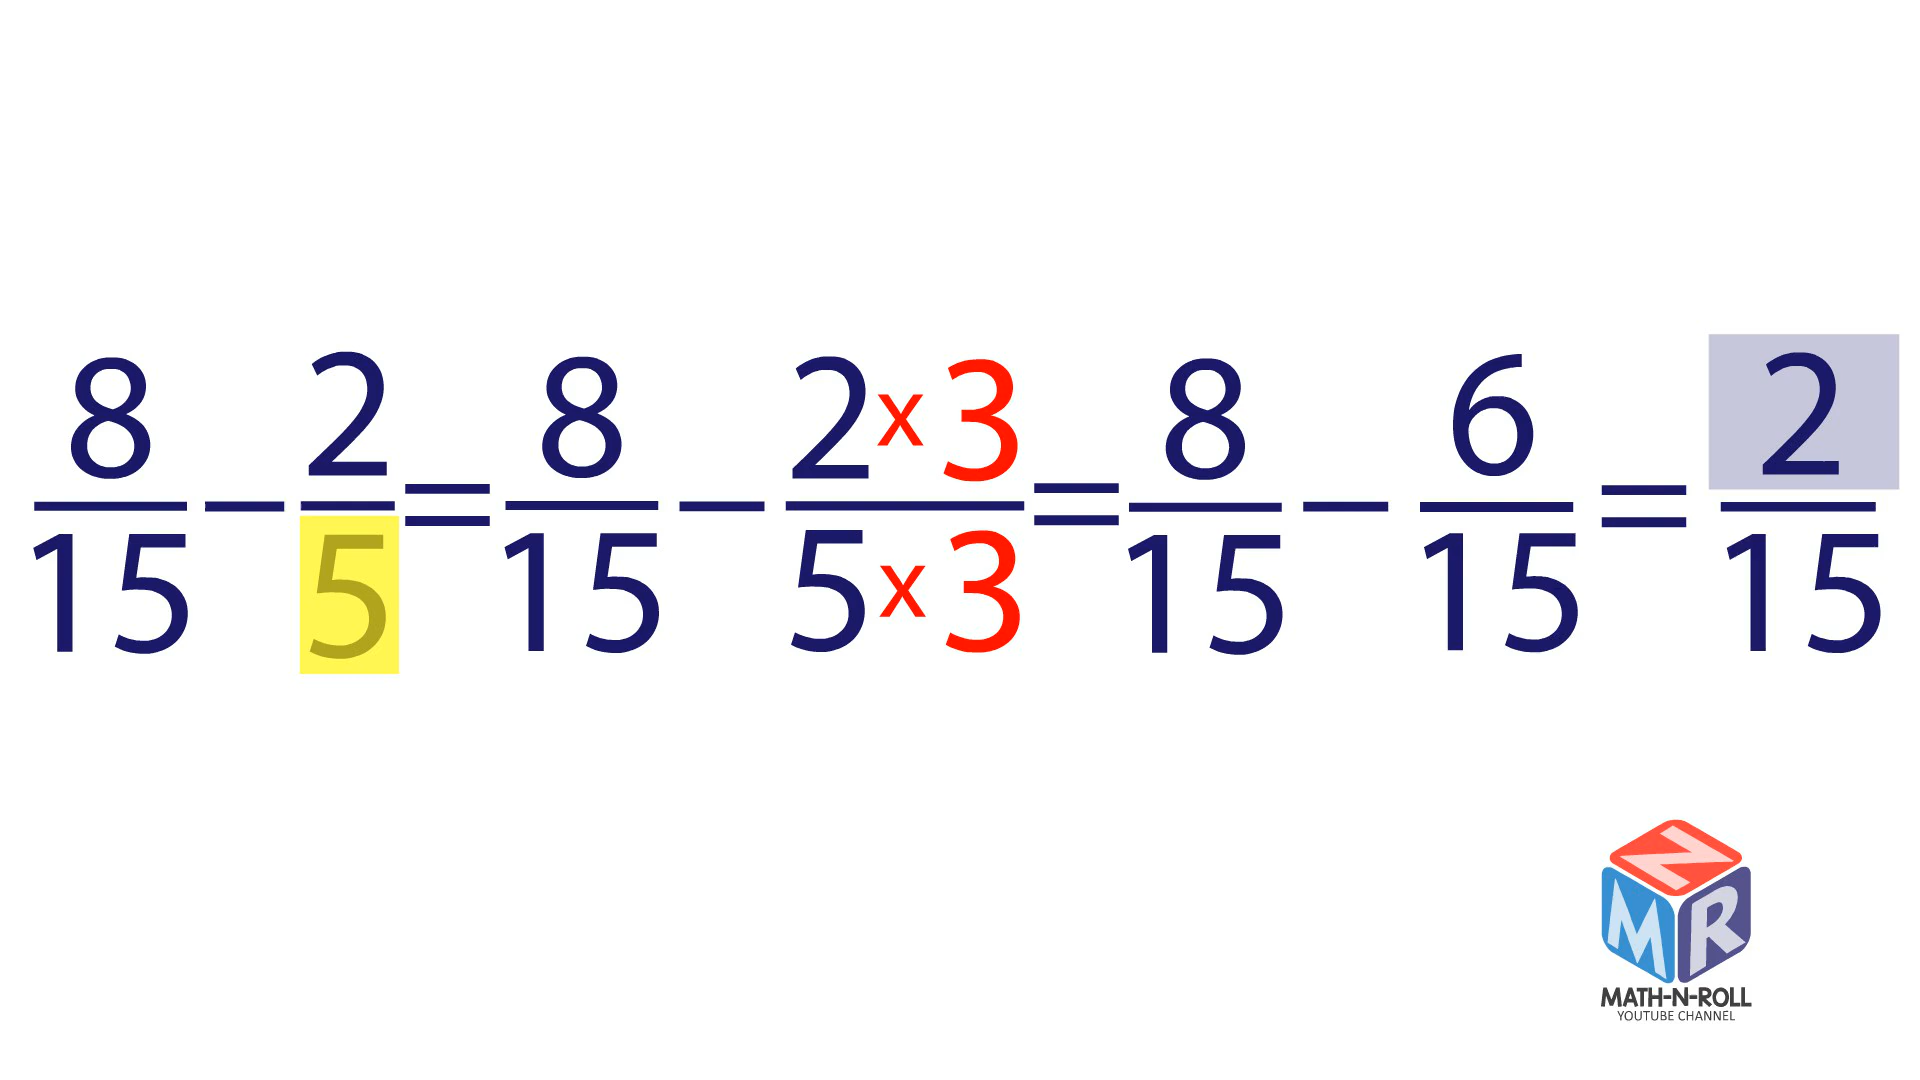 8/15 − 2/5 = 8/15 − 2x3/5x3 = 8/15 − 6/15 = 2/15
N
M R
MATH-N-ROLL
YOUTUBE CHANNEL